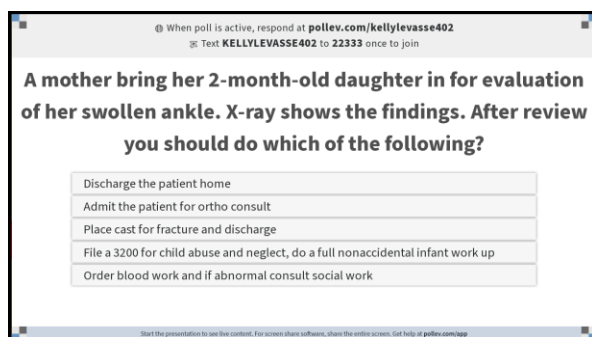 When poll is active, respond at pollev.com/kellylevasse402
Text KELLYLEVASSE402 to 22333 once to join
A mother bring her 2-month-old daughter in for evaluation
of her swollen ankle. X-ray shows the findings. After review
you should do which of the following?
Discharge the patient home
Admit the patient for ortho consult
Place cast for fracture and discharge
File a 3200 for child abuse and neglect, do a full nonaccidental infant work up
Order blood work and if abnormal consult social work
Start the presentation to see live content. For screen share software, share the entire screen. Get help at pollev.com/app